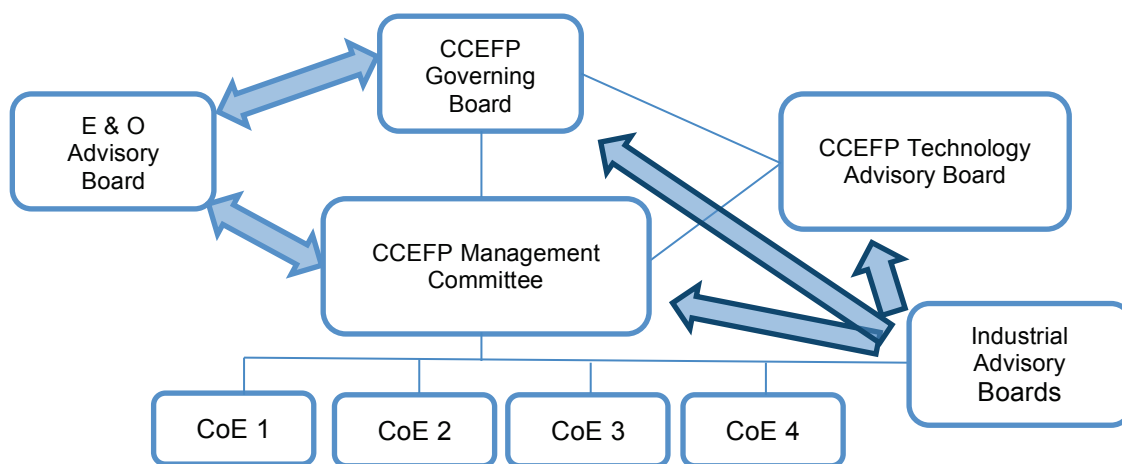 CCEFP
Governing
Board
E & O
Advisory
Board
CCEFP Technology
Advisory Board
CCEFP Management
Committee
Industrial
Advisory
Boards
CoE 1
CoE 2
CoE 3
CoE 4